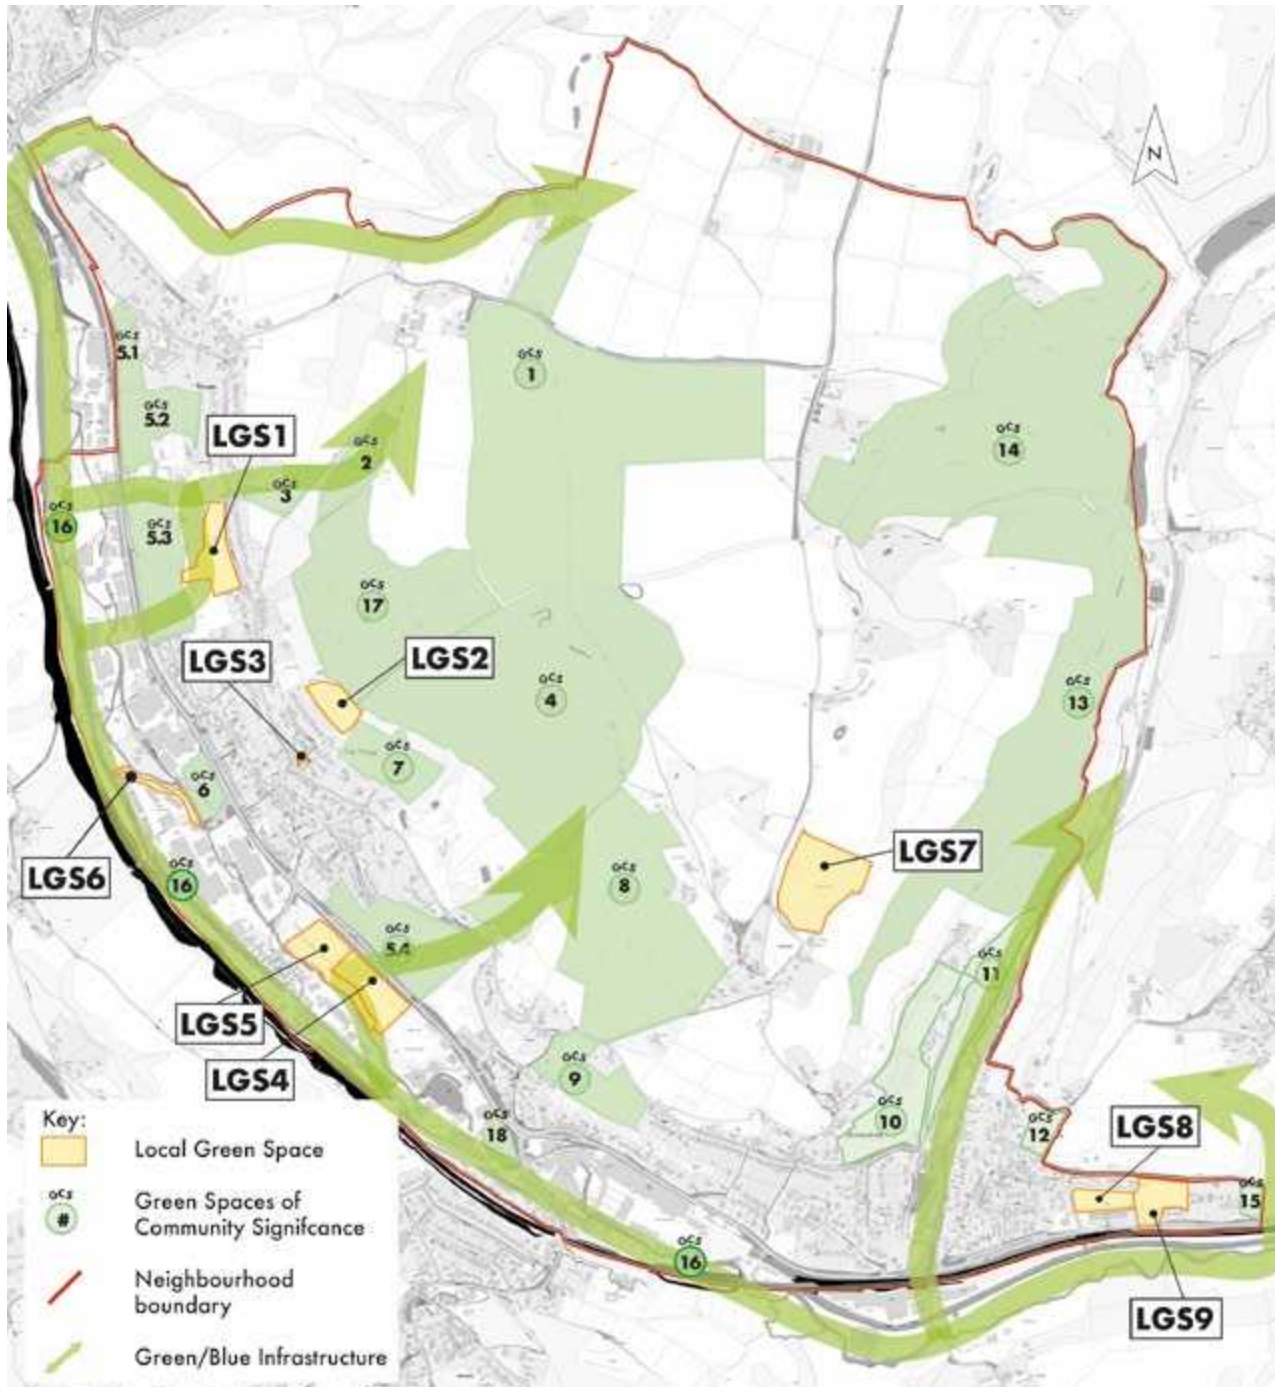 N
GCS
5.1
GCS
1
GCS
5.2
LGS1
GCS
2
GCS
14
GCS
3
GCS
16
GCS
5.3
GCS
17
LGS3
LGS2
GCS
4
GCS
13
GCS
7
GCS
6
LGS6
GCS
16
GCS
8
LGS7
GCS
5.4
GCS
11
LGS5
LGS4
GCS
9
GCS
10
GCS
18
GCS
12
LGS8
GCS
15
GCS
16
LGS9
Key:
Local Green Space
GCS
#
Green Spaces of
Community Signifcance
Neighbourhood
boundary
Green/Blue Infrastructure